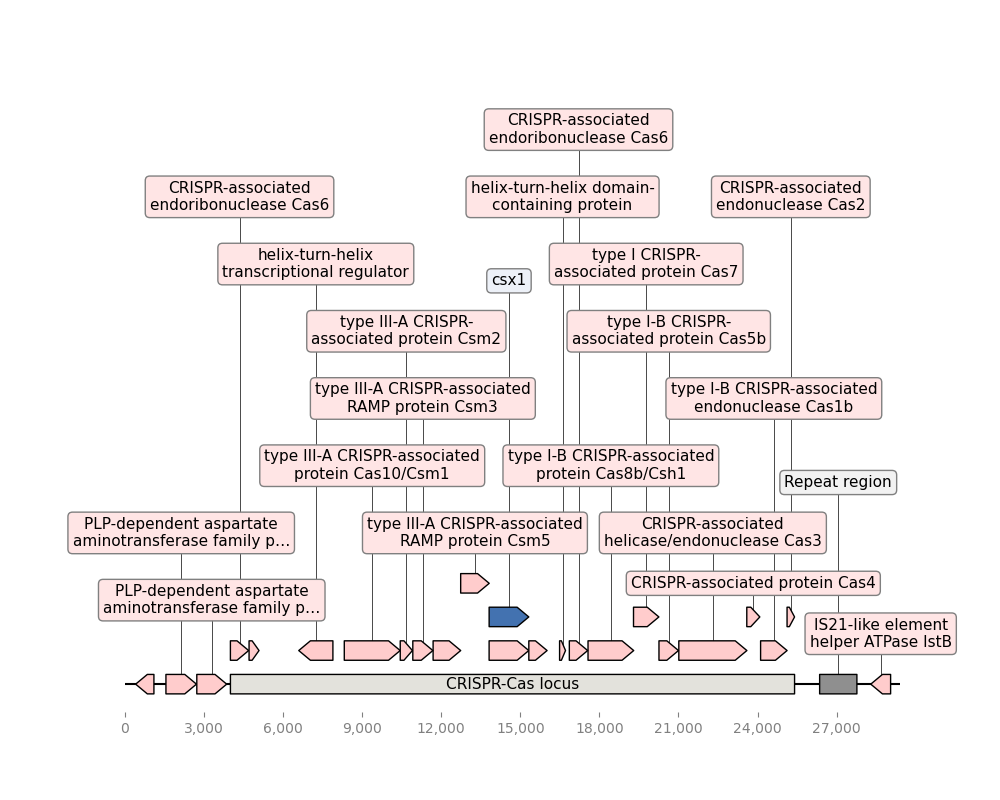 CRISPR-associated
endoribonuclease Cas6
CRISPR-associated
endoribonuclease Cas6
helix-turn-helix domain-
containing protein
CRISPR-associated
endonuclease Cas2
helix-turn-helix
transcriptional regulator
type I CRISPR-
associated protein Cas7
csx1
type III-A CRISPR-
associated protein Csm2
type I-B CRISPR-
associated protein Cas5b
type III-A CRISPR-associated
RAMP protein Csm3
type I-B CRISPR-associated
endonuclease Cas1b
type III-A CRISPR-associated
protein Cas10/Csm1
type I-B CRISPR-associated
protein Cas8b/Csh1
Repeat region
PLP-dependent aspartate
aminotransferase family p…
type III-A CRISPR-associated
RAMP protein Csm5
CRISPR-associated
helicase/endonuclease Cas3
CRISPR-associated protein Cas4
PLP-dependent aspartate
aminotransferase family p…
IS21-like element
helper ATPase IstB
CRISPR-Cas locus
0 3,000 6,000 9,000 12,000 15,000 18,000 21,000 24,000 27,000